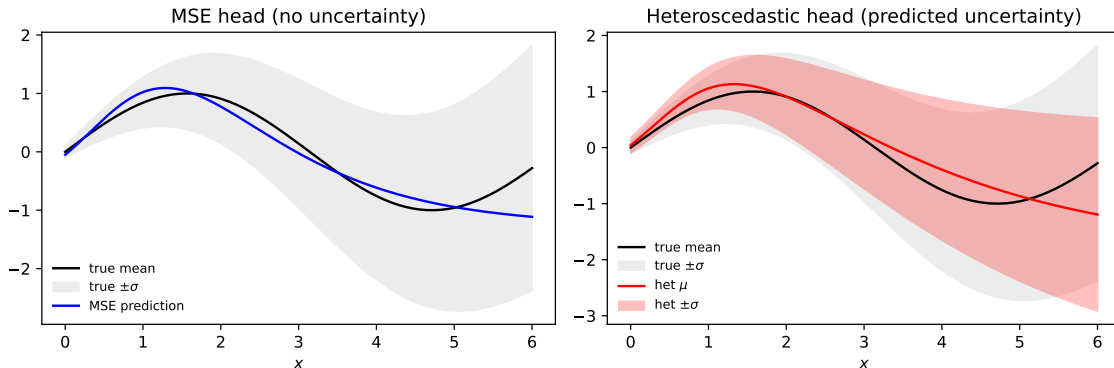 MSE head (no uncertainty)
1
0
−1
−2
true mean
true ±σ
MSE prediction
0 1 2 3 4 5 6
x
Heteroscedastic head (predicted uncertainty)
2
1
0
−1
−2
−3
true mean
true ±σ
het μ
het ±σ
0 1 2 3 4 5 6
x